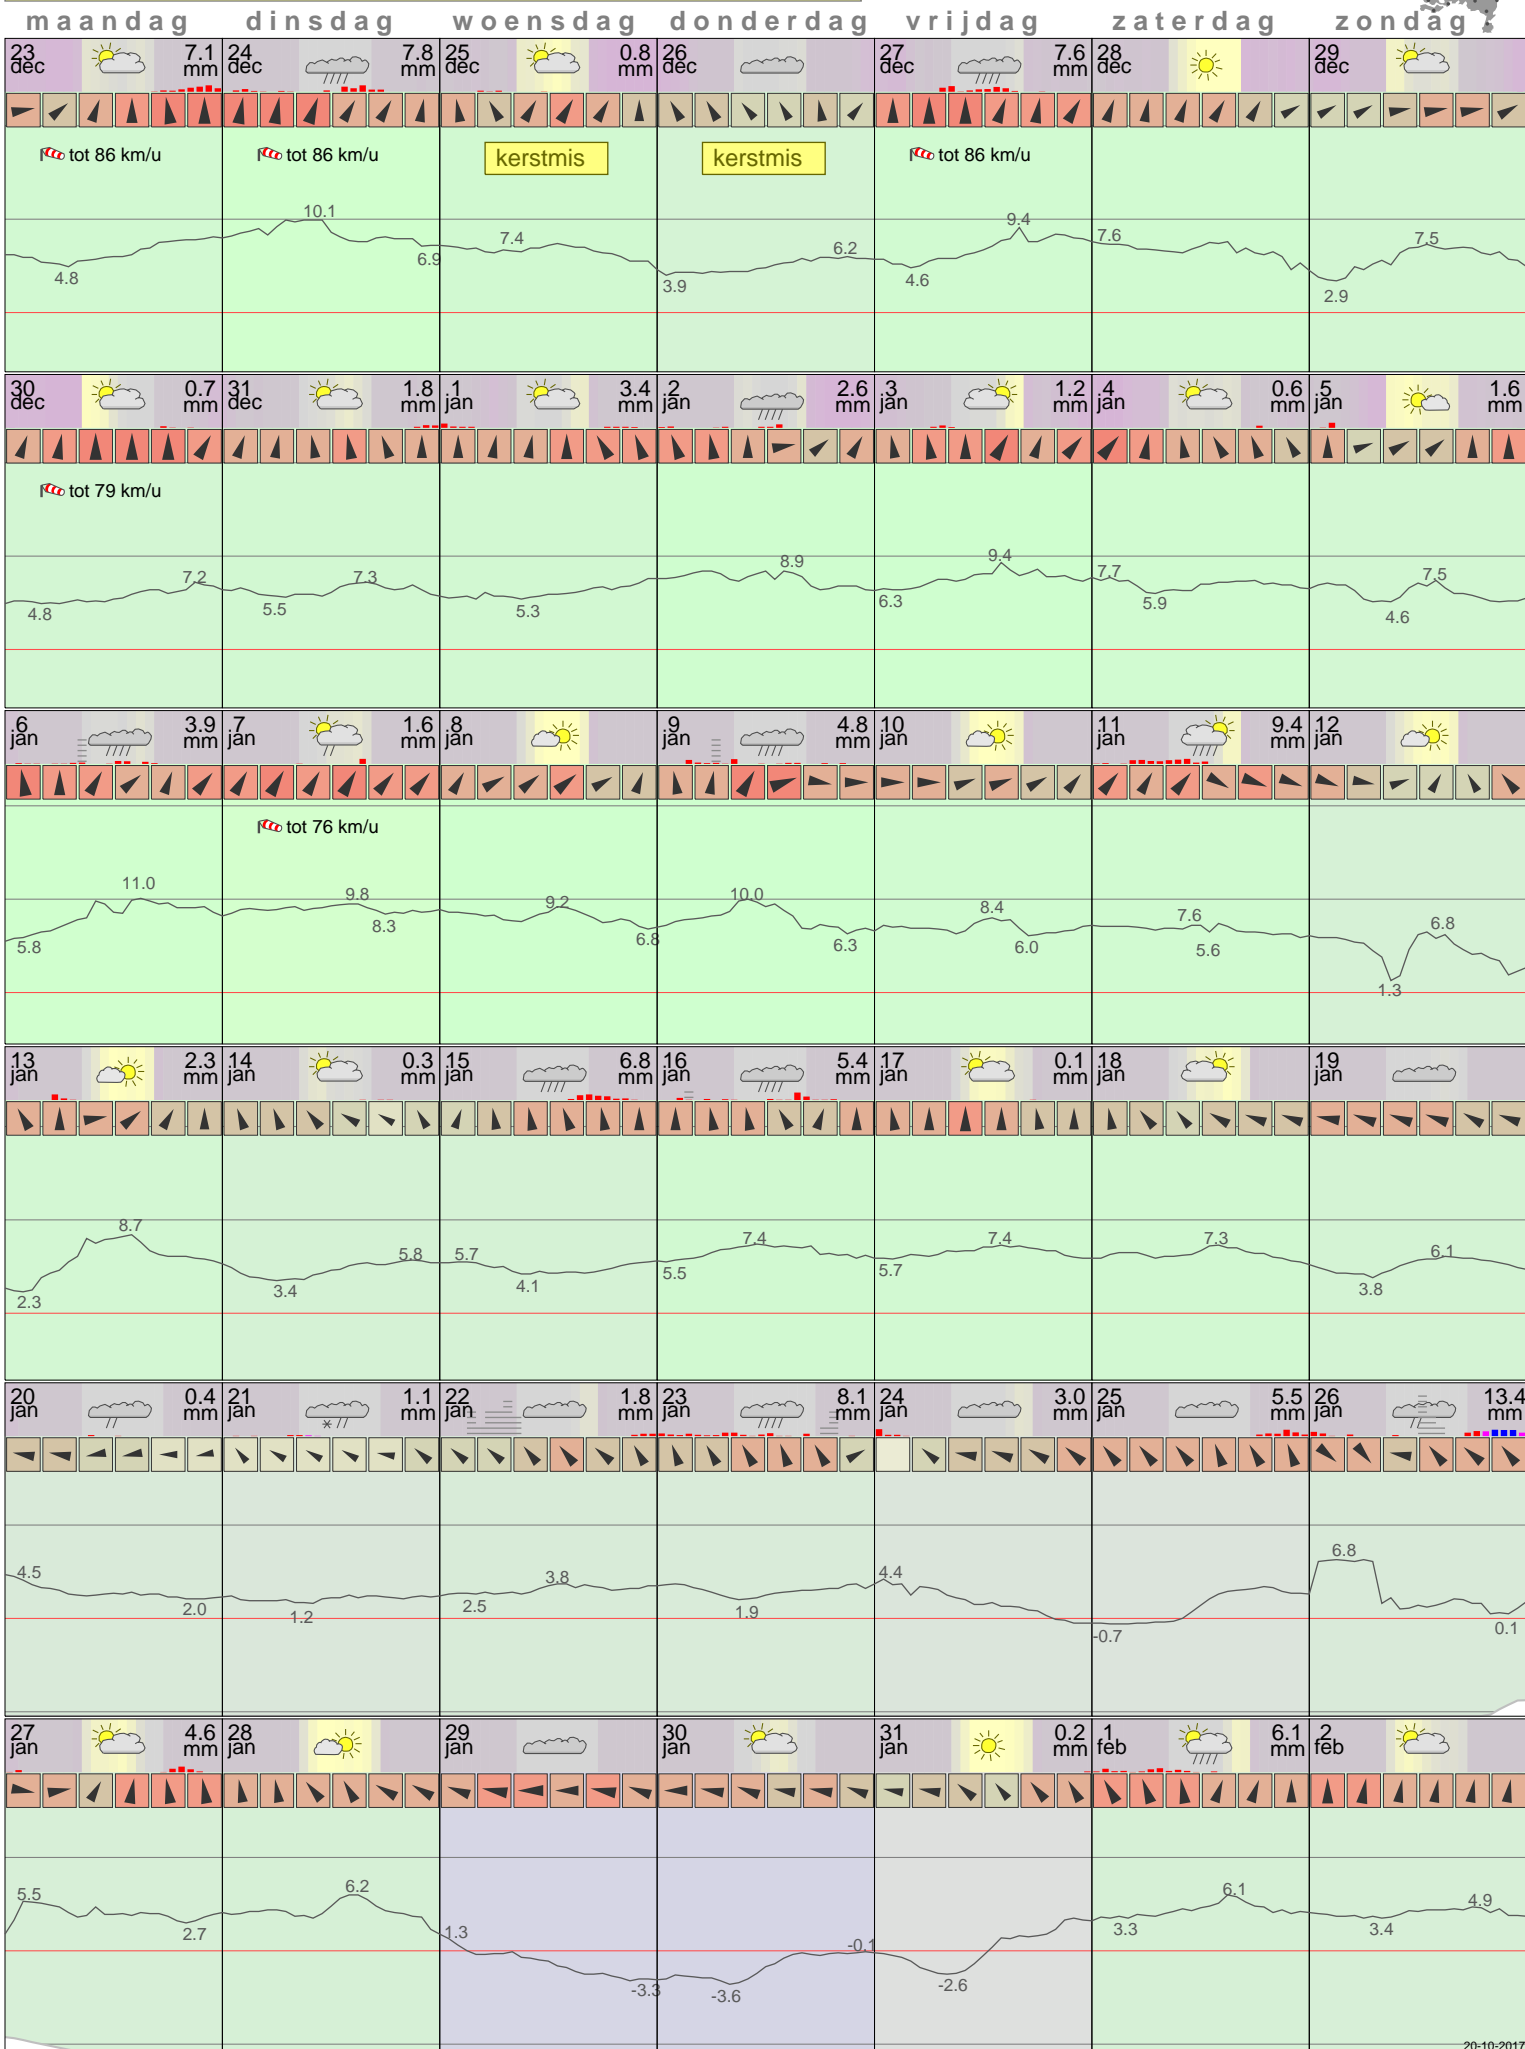 maandag dinsdag woensdag donderdag vrijdag zaterdag zondag
23 dec 7.1 mm 24 dec 7.8 mm 25 dec 0.8 mm 26 dec 27 dec 7.6 mm 28 dec 29 dec
tot 86 km/u tot 86 km/u kerstmis kerstmis tot 86 km/u
4.8 10.1 6.9 7.4 3.9 6.2 4.6 9.4 7.6 2.9 7.5
30 dec 0.7 mm 31 dec 1.8 mm 1 jan 3.4 mm 2 jan 2.6 mm 3 jan 1.2 mm 4 jan 0.6 mm 5 jan 1.6 mm
tot 79 km/u
4.8 7.2 5.5 7.3 5.3 8.9 6.3 9.4 7.7 5.9 4.6 7.5
6 jan 3.9 mm 7 jan 1.6 mm 8 jan 9 jan 4.8 mm 10 jan 11 jan 9.4 mm 12 jan
tot 76 km/u
5.8 11.0 9.8 8.3 9.2 6.8 10.0 6.3 8.4 6.0 7.6 5.6 1.3 6.8
13 jan 2.3 mm 14 jan 0.3 mm 15 jan 6.8 mm 16 jan 5.4 mm 17 jan 0.1 mm 18 jan 19 jan
2.3 8.7 3.4 5.8 5.7 4.1 5.5 7.4 5.7 7.4 7.3 3.8 6.1
20 jan 0.4 mm 21 jan 1.1 mm 22 jan 1.8 mm 23 jan 8.1 mm 24 jan 3.0 mm 25 jan 5.5 mm 26 jan 13.4 mm
4.5 2.0 1.2 2.5 3.8 1.9 4.4 -0.7 6.8 0.1
27 jan 4.6 mm 28 jan 29 jan 30 jan 31 jan 0.2 mm 1 feb 6.1 mm 2 feb
5.5 2.7 6.2 1.3 -3.3 -3.6 -0.1 -2.6 3.3 6.1 3.4 4.9
20-10-2017